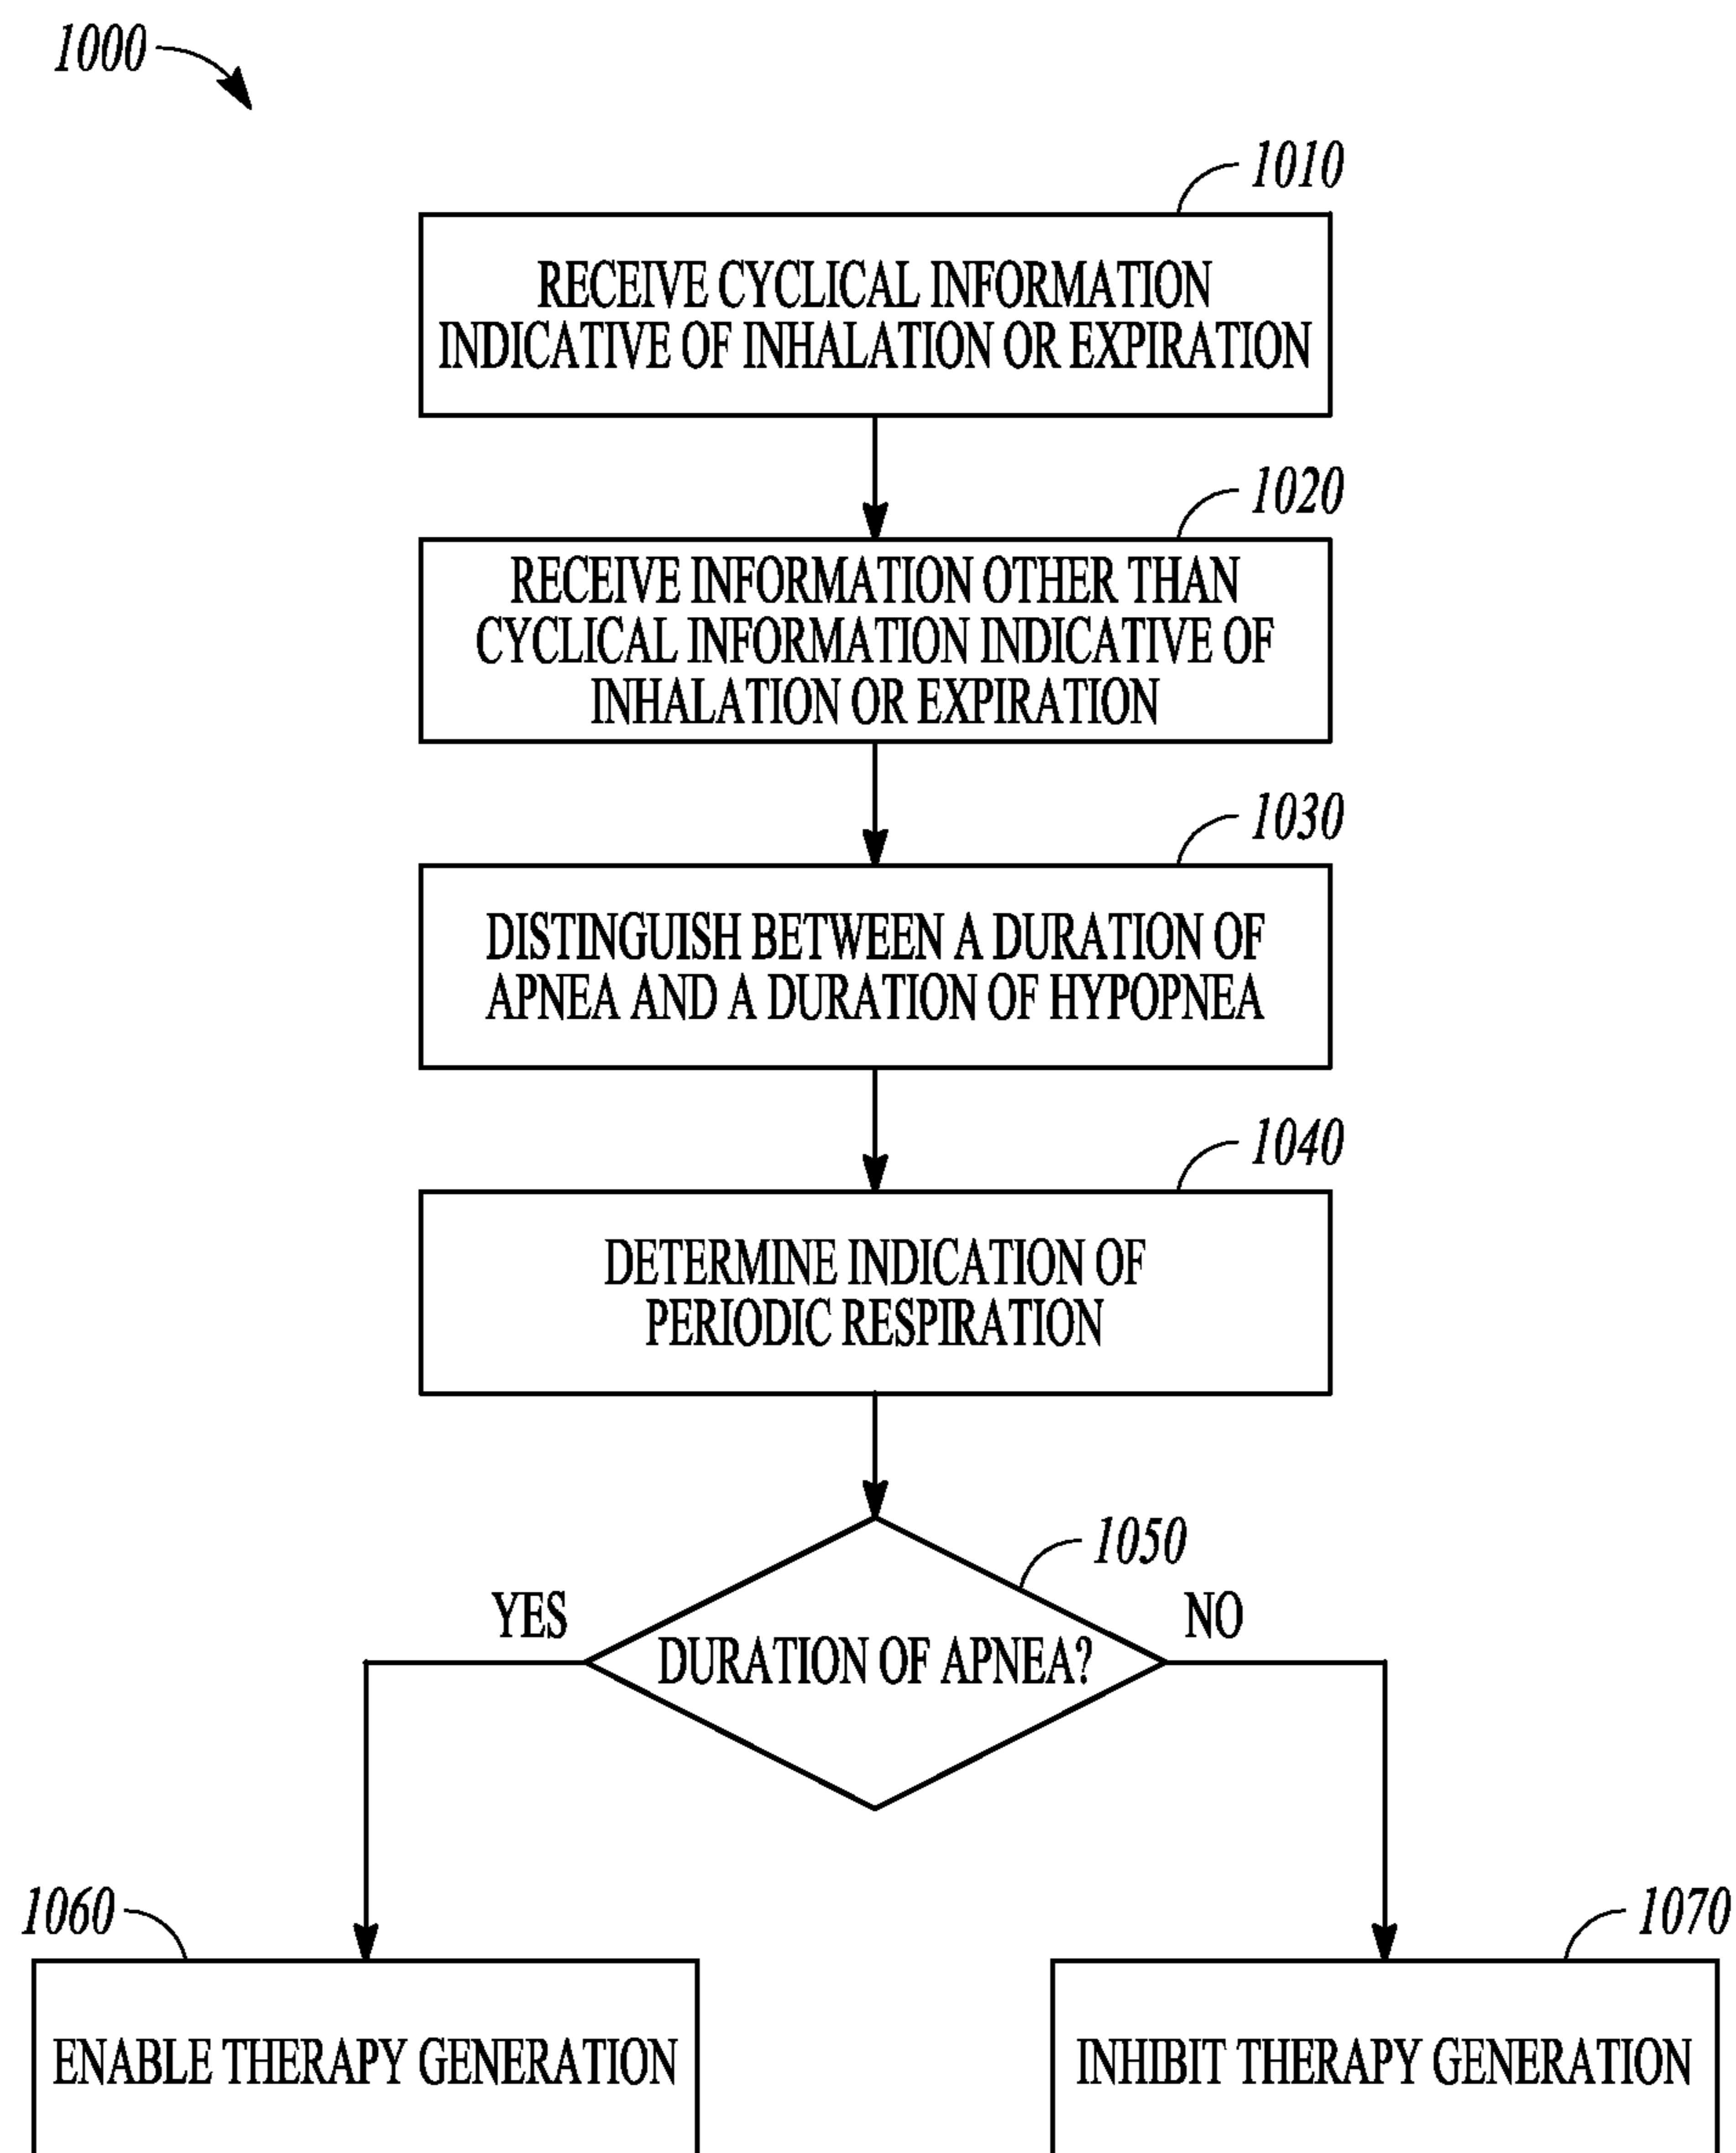 1000
1010
RECEIVE CYCLICAL INFORMATION
INDICATIVE OF INHALATION OR EXPIRATION
1020
RECEIVE INFORMATION OTHER THAN
CYCLICAL INFORMATION INDICATIVE OF
INHALATION OR EXPIRATION
1030
DISTINGUISH BETWEEN A DURATION OF
APNEA AND A DURATION OF HYPOPNEA
1040
DETERMINE INDICATION OF
PERIODIC RESPIRATION
1050
YES
NO
DURATION OF APNEA?
1060
1070
ENABLE THERAPY GENERATION
INHIBIT THERAPY GENERATION